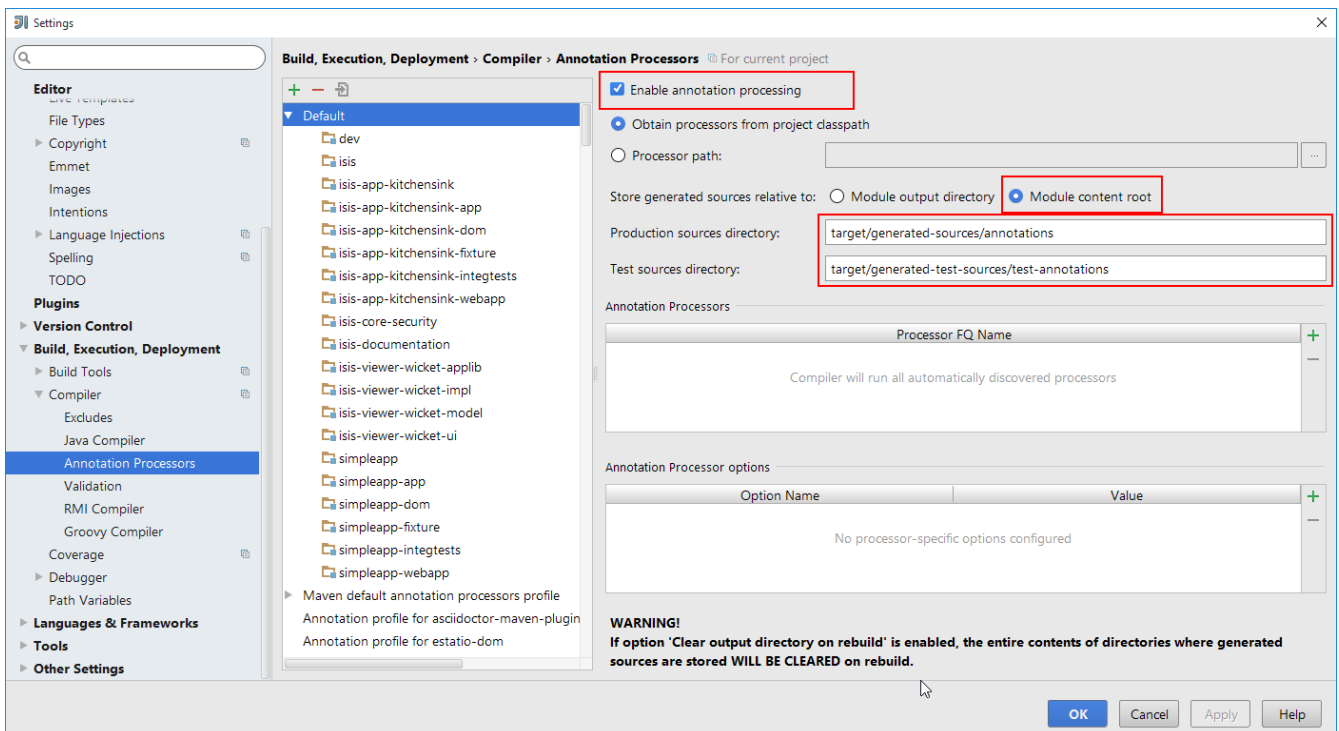 Settings
Build, Execution, Deployment › Compiler › Annotation Processors For current project
Editor
Live Templates
File Types
Copyright
Emmet
Images
Intentions
Language Injections
Spelling
TODO
Plugins
Version Control
Build, Execution, Deployment
Build Tools
Compiler
Excludes
Java Compiler
Annotation Processors
Validation
RMI Compiler
Groovy Compiler
Coverage
Debugger
Path Variables
Languages & Frameworks
Tools
Other Settings
Default
dev
isis
isis-app-kitchensink
isis-app-kitchensink-app
isis-app-kitchensink-dom
isis-app-kitchensink-fixture
isis-app-kitchensink-integtests
isis-app-kitchensink-webapp
isis-core-security
isis-documentation
isis-viewer-wicket-applib
isis-viewer-wicket-impl
isis-viewer-wicket-model
isis-viewer-wicket-ui
simpleapp
simpleapp-app
simpleapp-dom
simpleapp-fixture
simpleapp-integtests
simpleapp-webapp
Maven default annotation processors profile
Annotation profile for asciidoctor-maven-plugin
Annotation profile for estatio-dom
Enable annotation processing
Obtain processors from project classpath
Processor path:
...
Store generated sources relative to: Module output directory Module content root
Production sources directory: target/generated-sources/annotations
Test sources directory: target/generated-test-sources/test-annotations
Annotation Processors
Processor FQ Name
Compiler will run all automatically discovered processors
Annotation Processor options
Option Name Value
No processor-specific options configured
WARNING!
If option 'Clear output directory on rebuild' is enabled, the entire contents of directories where generated
sources are stored WILL BE CLEARED on rebuild.
OK Cancel Apply Help